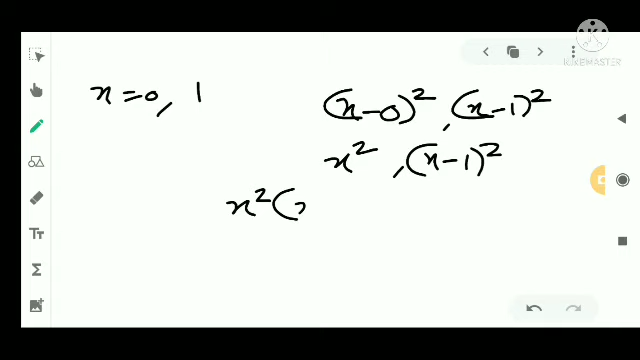 x = 0, 1
(x - 0)², (x - 1)²
x², (x - 1)²
x² (
KINEMASTER